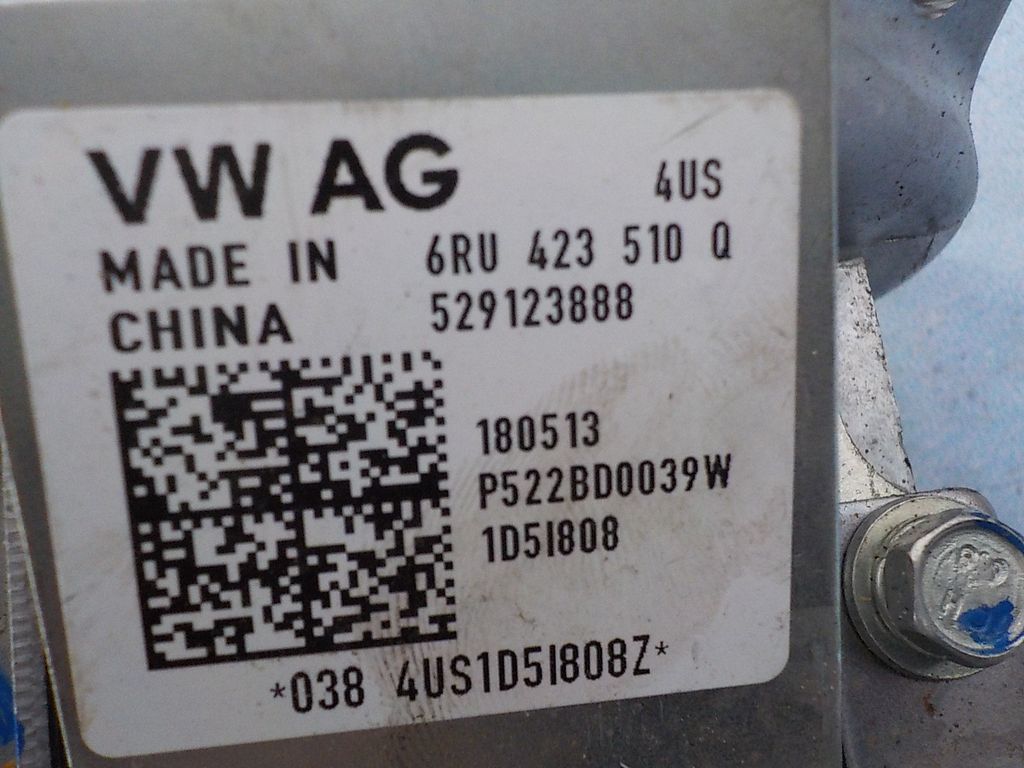 VW AG
4US
MADE IN
CHINA
6RU 423 510 Q
529123888
180513
P522BD0039W
1D5I808
*038 4US1D5I808Z*